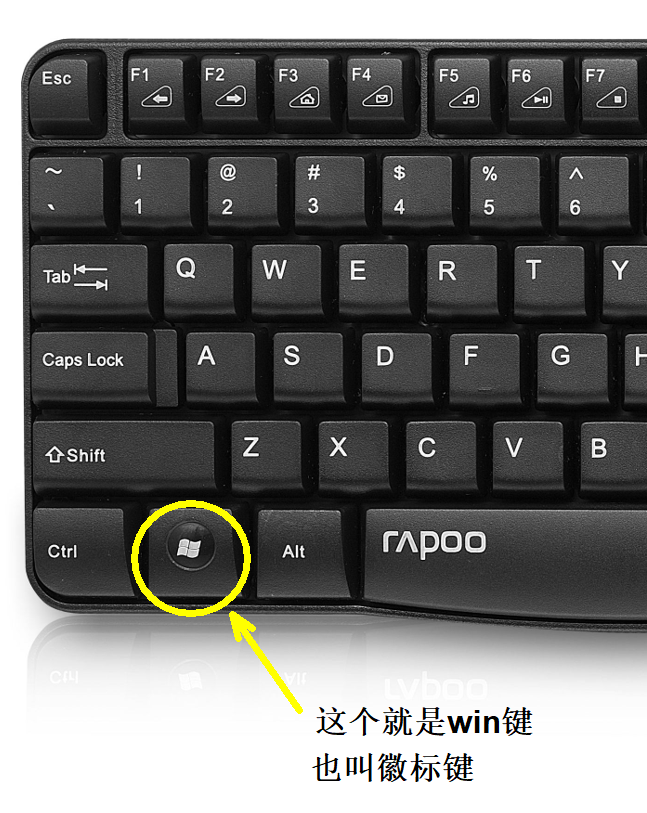 Esc F1 F2 F3 F4 F5 F6 F7
~ ! @ # $ % ^
` 1 2 3 4 5 6
Tab Q W E R T Y
Caps Lock A S D F G H
Shift Z X C V B
Ctrl Alt rapoo
这个就是win键
也叫徽标键